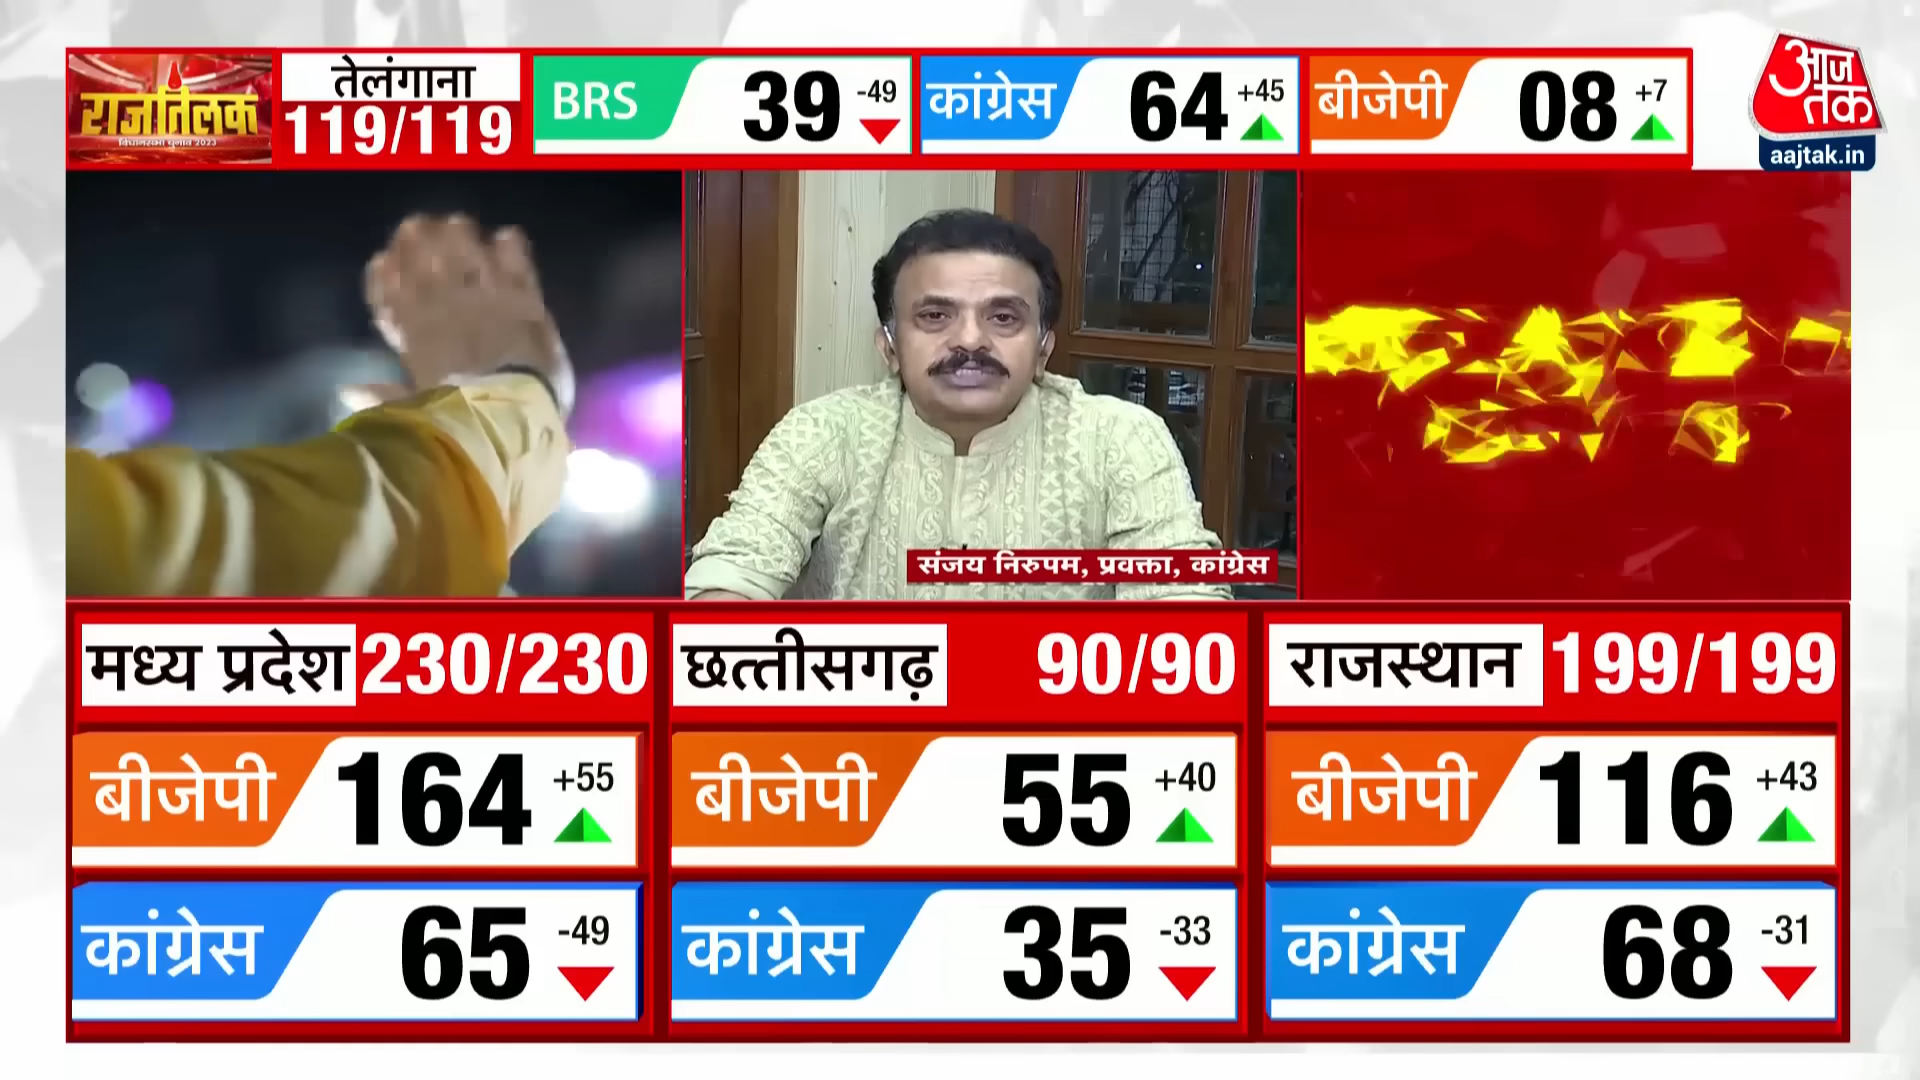 राजतिलक
विधानसभा चुनाव 2023
तेलंगाना
119/119
BRS 39 -49
कांग्रेस 64 +45
बीजेपी 08 +7
आज
तक
aajtak.in
संजय निरुपम, प्रवक्ता, कांग्रेस
मध्य प्रदेश 230/230
बीजेपी 164 +55
कांग्रेस 65 -49
छत्तीसगढ़ 90/90
बीजेपी 55 +40
कांग्रेस 35 -33
राजस्थान 199/199
बीजेपी 116 +43
कांग्रेस 68 -31